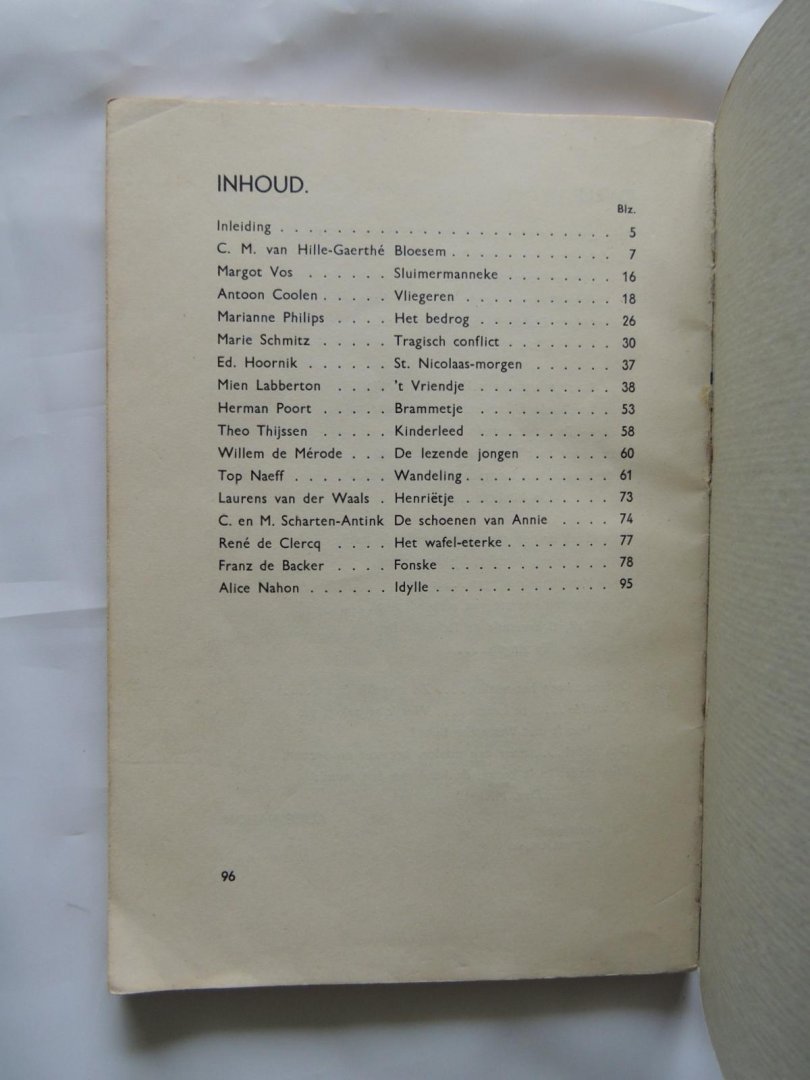 INHOUD.
Blz.
Inleiding . . . . . . . . . . . . . . . . . . . . . . . . 5
C. M. van Hille-Gaerthé Bloesem . . . . . . . . . . . . 7
Margot Vos . . . . . . Sluimermanneke . . . . . . . . 16
Antoon Coolen . . . . . Vliegeren . . . . . . . . . . . 18
Marianne Philips . . . . Het bedrog . . . . . . . . . . 26
Marie Schmitz . . . . . Tragisch conflict . . . . . . . . 30
Ed. Hoornik . . . . . . St. Nicolaas-morgen . . . . . . 37
Mien Labberton . . . . 't Vriendje . . . . . . . . . . 38
Herman Poort . . . . . Brammetje . . . . . . . . . . 53
Theo Thijssen . . . . . Kinderleed . . . . . . . . . . 58
Willem de Mérode . . . De lezende jongen . . . . . . 60
Top Naeff . . . . . . . Wandeling . . . . . . . . . . . 61
Laurens van der Waals . Henriëtje . . . . . . . . . . . 73
C. en M. Scharten-Antink De schoenen van Annie . . . . 74
René de Clercq . . . . Het wafel-eterke . . . . . . . 77
Franz de Backer . . . . Fonske . . . . . . . . . . . . 78
Alice Nahon . . . . . . Idylle . . . . . . . . . . . . . 95
96